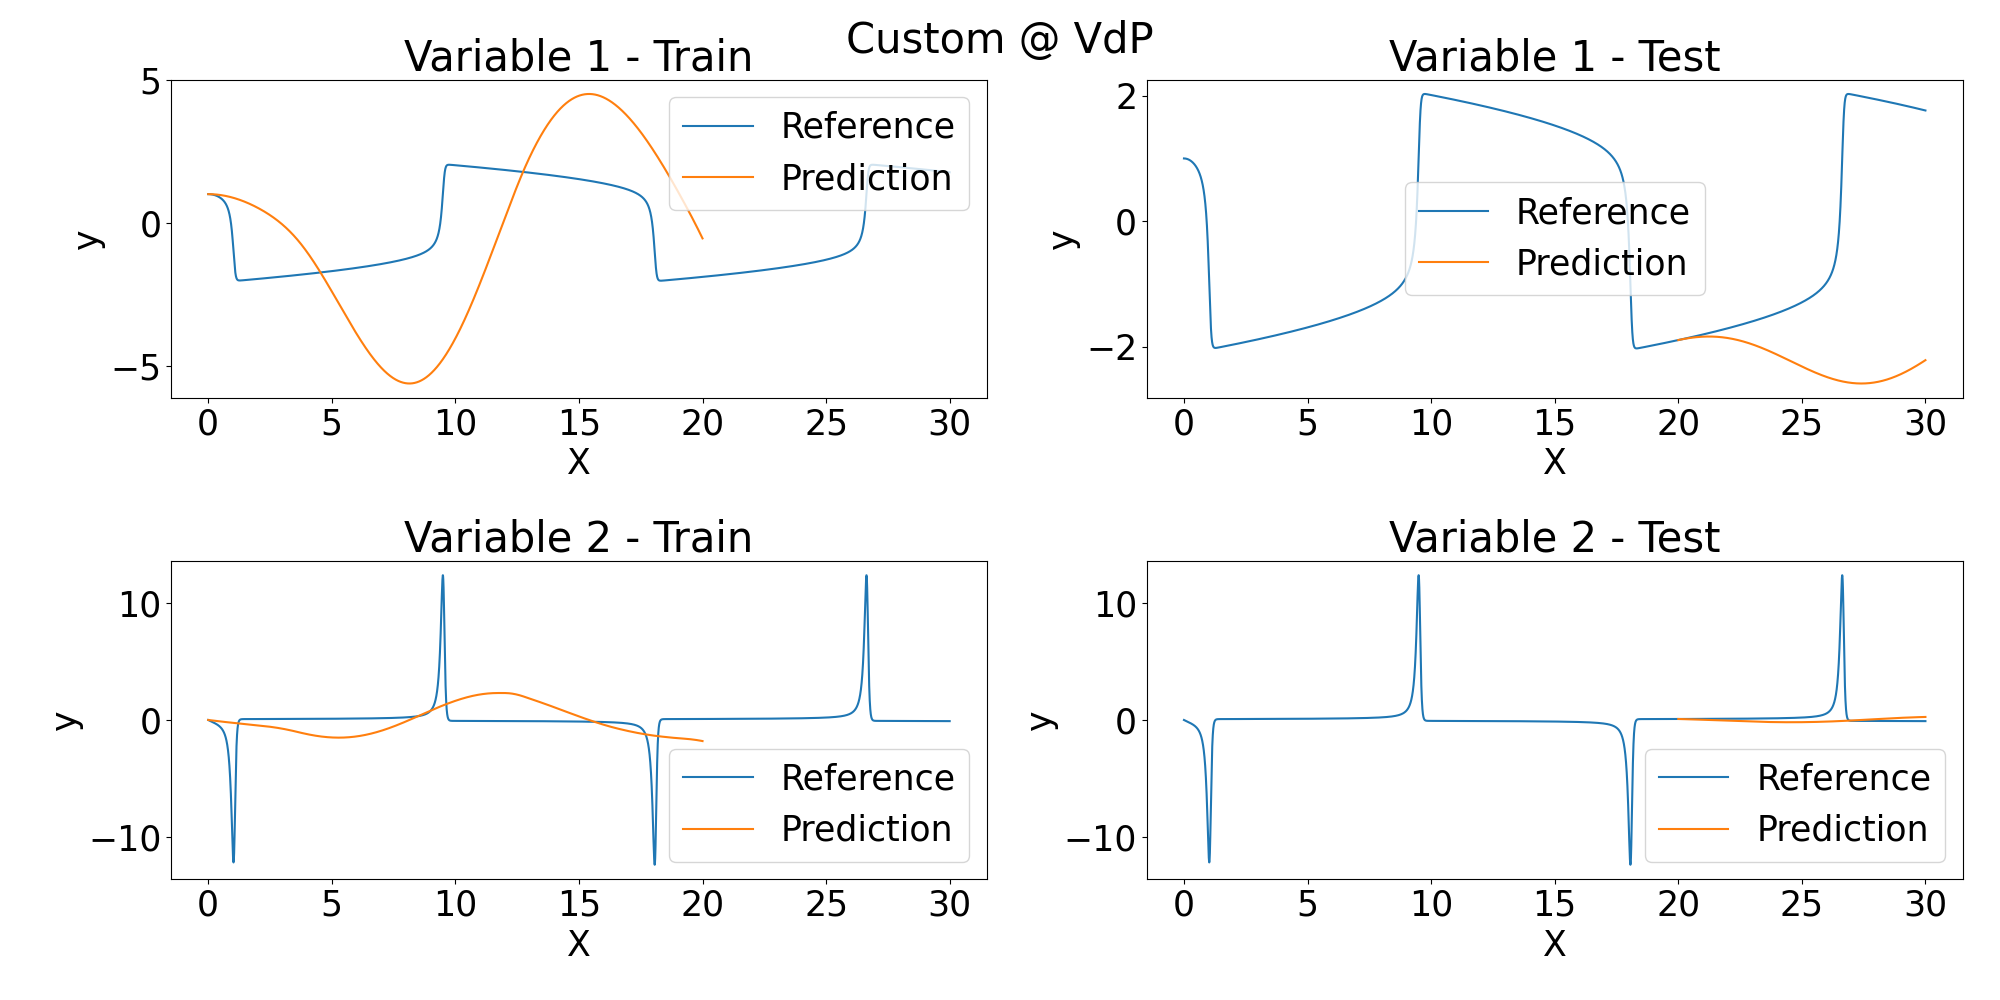 Custom @ VdP
Variable 1 - Train
5
0
−5
y
Reference
Prediction
0 5 10 15 20 25 30
X
Variable 1 - Test
2
0
−2
y
Reference
Prediction
0 5 10 15 20 25 30
X
Variable 2 - Train
10
0
−10
y
Reference
Prediction
0 5 10 15 20 25 30
X
Variable 2 - Test
10
0
−10
y
Reference
Prediction
0 5 10 15 20 25 30
X